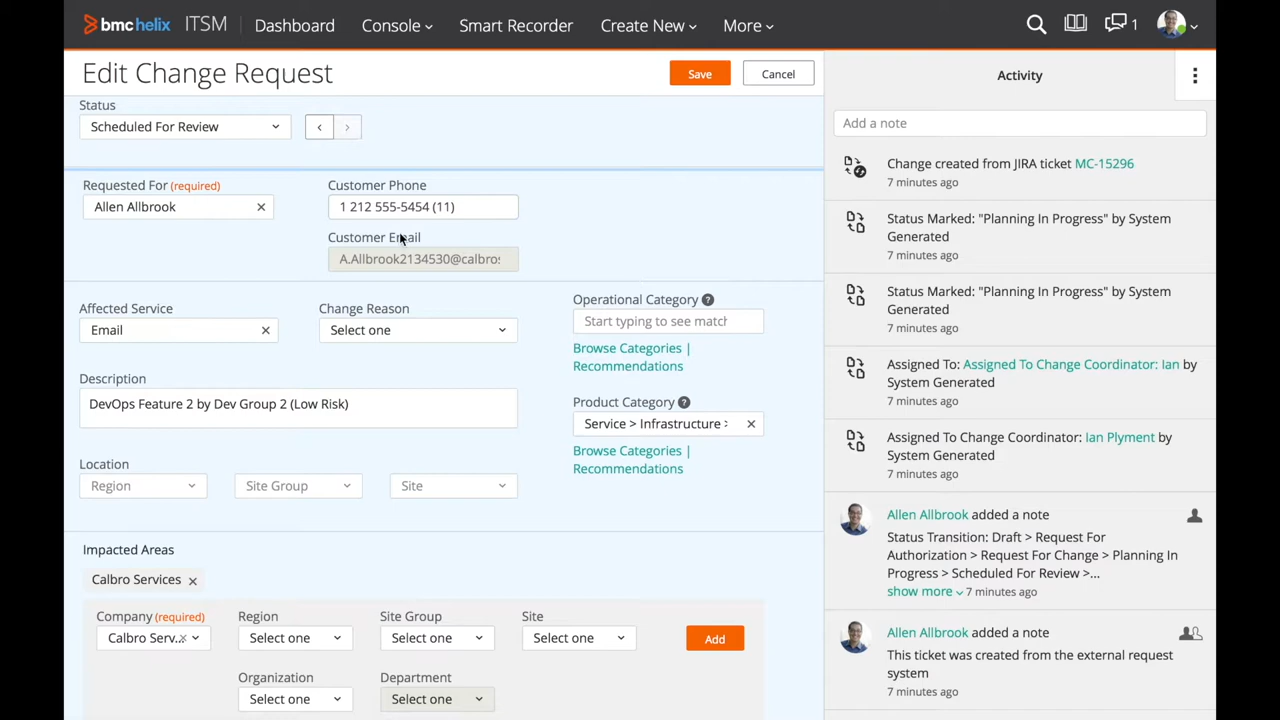 bmc helix ITSM Dashboard Console Smart Recorder Create New More 1
Edit Change Request
Save
Cancel
Status
Scheduled For Review
Requested For (required)
Allen Allbrook
Customer Phone
1 212 555-5454 (11)
Customer Email
A.Allbrook2134530@calbro
Affected Service
Email
Change Reason
Select one
Operational Category ?
Start typing to see match
Browse Categories |
Recommendations
Description
DevOps Feature 2 by Dev Group 2 (Low Risk)
Product Category ?
Service > Infrastructure >
Browse Categories |
Recommendations
Location
Region
Site Group
Site
Impacted Areas
Calbro Services
Company (required)
Calbro Serv...
Region
Select one
Site Group
Select one
Site
Select one
Add
Organization
Select one
Department
Select one
Activity
Add a note
Change created from JIRA ticket MC-15296
7 minutes ago
Status Marked: "Planning In Progress" by System
Generated
7 minutes ago
Status Marked: "Planning In Progress" by System
Generated
7 minutes ago
Assigned To: Assigned To Change Coordinator: Ian by
System Generated
7 minutes ago
Assigned To Change Coordinator: Ian Plyment by
System Generated
7 minutes ago
Allen Allbrook added a note
Status Transition: Draft > Request For
Authorization > Request For Change > Planning In
Progress > Scheduled For Review >...
show more 7 minutes ago
Allen Allbrook added a note
This ticket was created from the external request
system
7 minutes ago